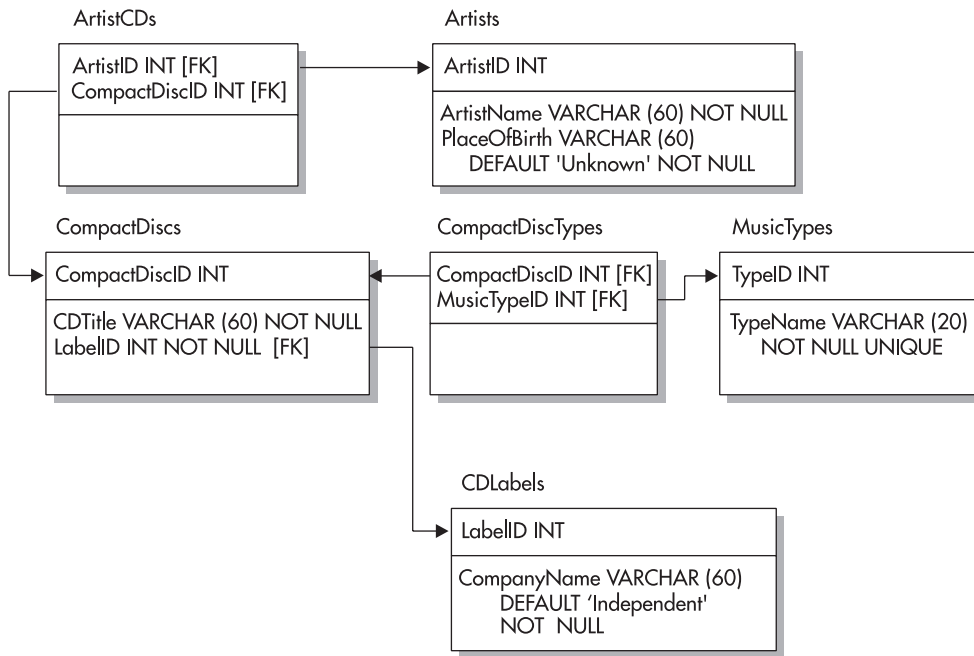 ArtistCDs
ArtistID INT [FK]
CompactDiscID INT [FK]
Artists
ArtistID INT
ArtistName VARCHAR (60) NOT NULL
PlaceOfBirth VARCHAR (60)
DEFAULT 'Unknown' NOT NULL
CompactDiscs
CompactDiscID INT
CDTitle VARCHAR (60) NOT NULL
LabelID INT NOT NULL [FK]
CompactDiscTypes
CompactDiscID INT [FK]
MusicTypeID INT [FK]
MusicTypes
TypeID INT
TypeName VARCHAR (20)
NOT NULL UNIQUE
CDLabels
LabelID INT
CompanyName VARCHAR (60)
DEFAULT ‘Independent'
NOT NULL